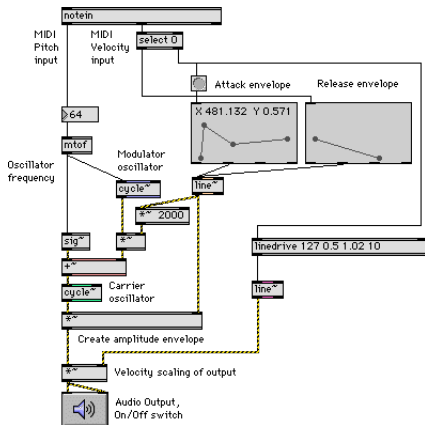 notein
MIDI
Pitch
input
MIDI
Velocity
input
select 0
Attack envelope
Release envelope
64
X 481.132 Y 0.571
mtof
Oscillator
frequency
Modulator
oscillator
cycle~
line~
*~ 2000
sig~
*~
linedrive 127 0.5 1.02 10
+~
cycle~
Carrier
oscillator
line~
*~
Create amplitude envelope
*~
Velocity scaling of output
Audio Output,
On/Off switch